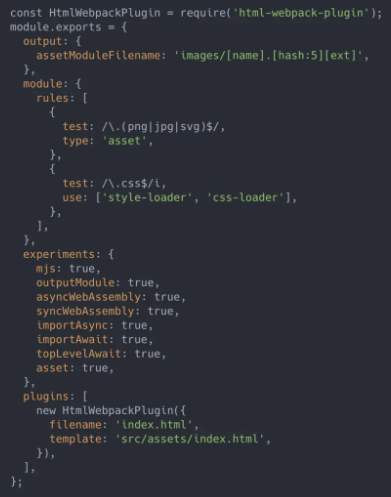 const HtmlWebpackPlugin = require('html-webpack-plugin');
module.exports = {
  output: {
    assetModuleFilename: 'images/[name].[hash:5][ext]',
  },
  module: {
    rules: [
      {
        test: /\.(png|jpg|svg)$/,
        type: 'asset',
      },
      {
        test: /\.css$/i,
        use: ['style-loader', 'css-loader'],
      },
    ],
  },
  experiments: {
    mjs: true,
    outputModule: true,
    asyncWebAssembly: true,
    syncWebAssembly: true,
    importAsync: true,
    importAwait: true,
    topLevelAwait: true,
    asset: true,
  },
  plugins: [
    new HtmlWebpackPlugin({
      filename: 'index.html',
      template: 'src/assets/index.html',
    }),
  ],
};